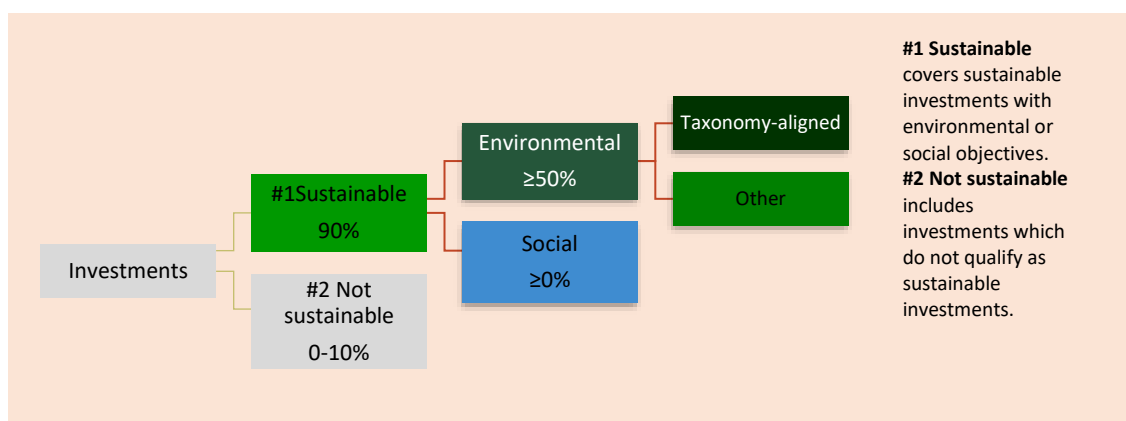 Investments
#1Sustainable
90%
#2 Not
sustainable
0-10%
Environmental
≥50%
Social
≥0%
Taxonomy-aligned
Other
#1 Sustainable
covers sustainable
investments with
environmental or
social objectives.
#2 Not sustainable
includes
investments which
do not qualify as
sustainable
investments.